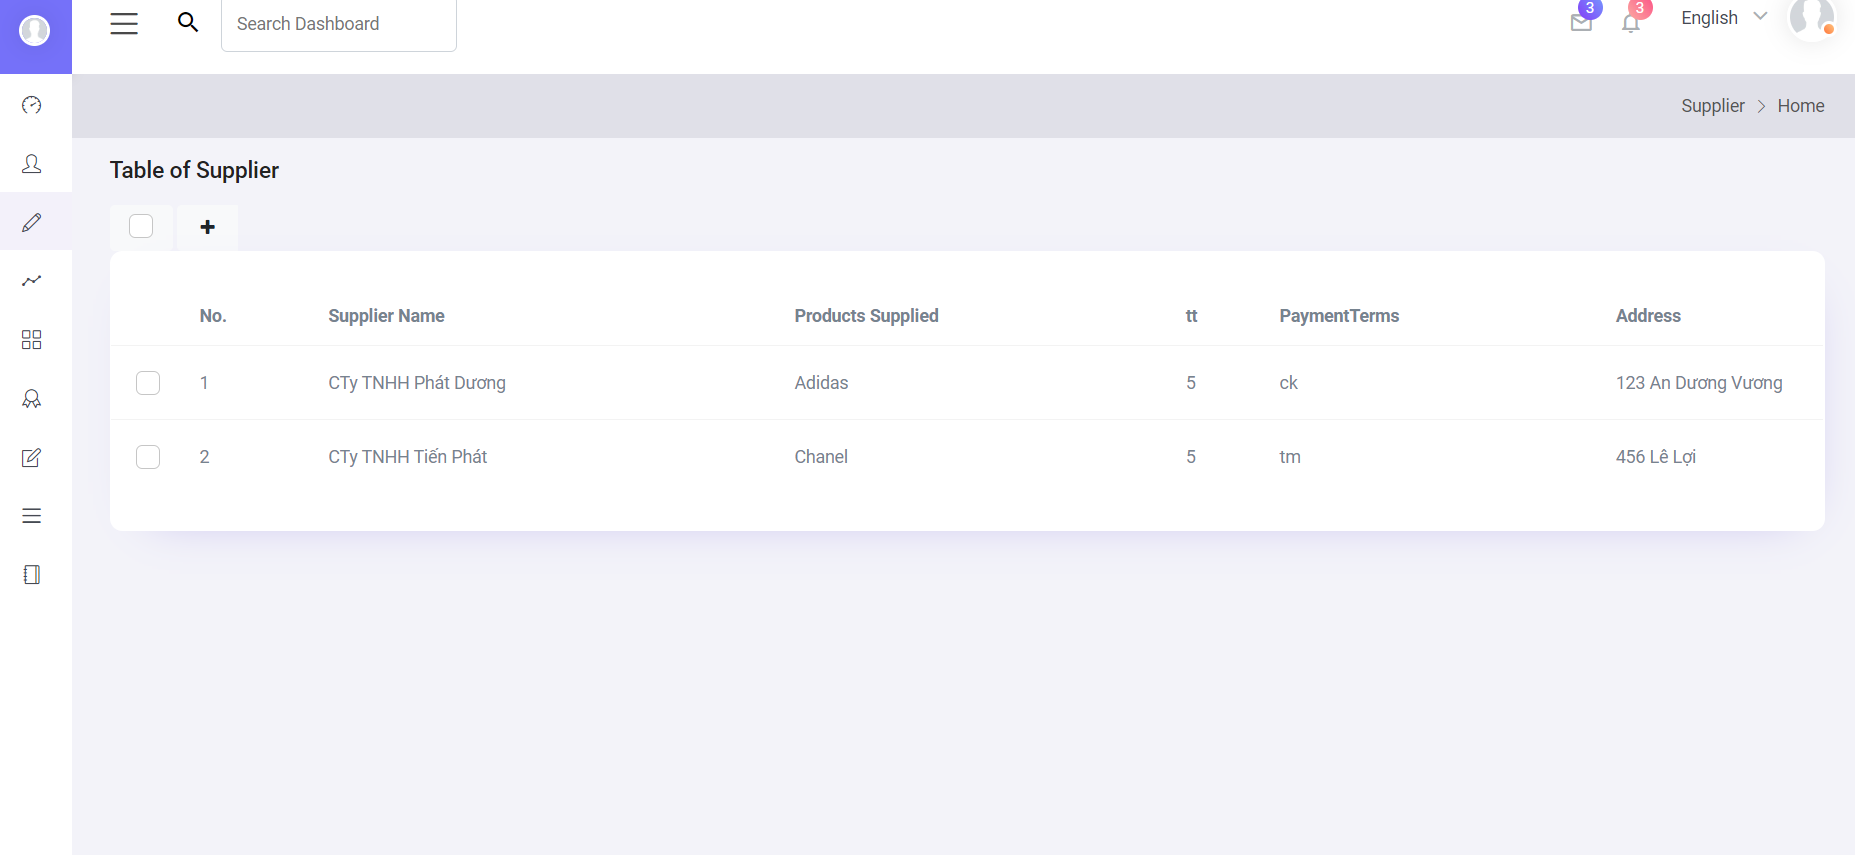 Search Dashboard
3
3
English
Supplier > Home
Table of Supplier
No. Supplier Name Products Supplied tt PaymentTerms Address
1 CTy TNHH Phát Dương Adidas 5 ck 123 An Dương Vương
2 CTy TNHH Tiến Phát Chanel 5 tm 456 Lê Lợi